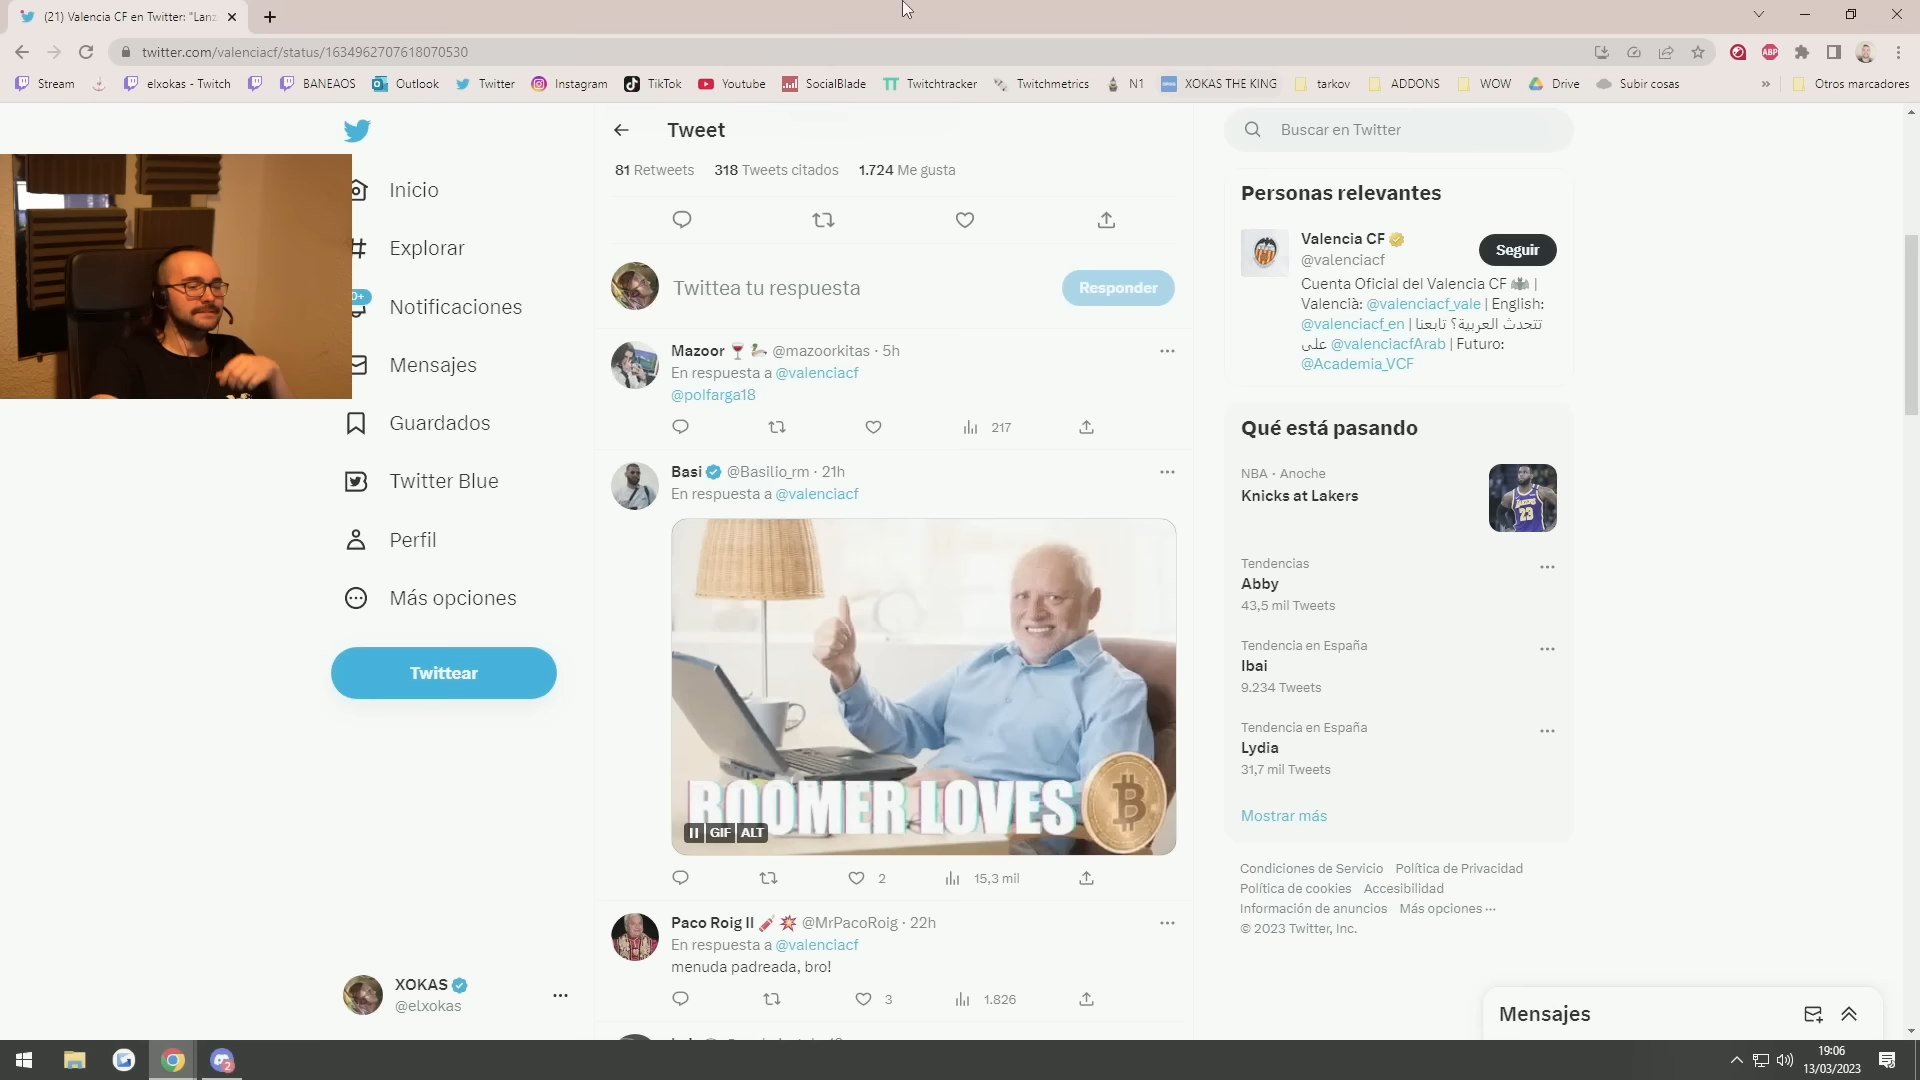 (21) Valencia CF en Twitter: "Lanz
twitter.com/valenciacf/status/1634962707618070530
Stream
elxokas - Twitch
BANEAOS
Outlook
Twitter
Instagram
TikTok
Youtube
SocialBlade
Twitchtracker
Twitchmetrics
N1
XOKAS THE KING
tarkov
ADDONS
WOW
Drive
Subir cosas
»
Otros marcadores
Inicio
Explorar
Notificaciones
Mensajes
Guardados
Twitter Blue
Perfil
Más opciones
Twittear
XOKAS
@elxokas
Tweet
81 Retweets 318 Tweets citados 1.724 Me gusta
Twittea tu respuesta
Responder
Mazoor 🍷 🦢 @mazoorkitas · 5h
En respuesta a @valenciacf
@polfarga18
217
Basi @Basilio_rm · 21h
En respuesta a @valenciacf
BOOMER LOVES
GIF ALT
2 15,3 mil
Paco Roig II 🧨 💥 @MrPacoRoig · 22h
En respuesta a @valenciacf
menuda padreada, bro!
3 1.826
Buscar en Twitter
Personas relevantes
Valencia CF
@valenciacf
Seguir
Cuenta Oficial del Valencia CF 🦇 |
Valencià: @valenciacf_vale | English:
@valenciacf_en | تتحدث العربية؟ تابعنا
على @valenciacfArab | Futuro:
@Academia_VCF
Qué está pasando
NBA · Anoche
Knicks at Lakers
Tendencias
Abby
43,5 mil Tweets
Tendencia en España
Ibai
9.234 Tweets
Tendencia en España
Lydia
31,7 mil Tweets
Mostrar más
Condiciones de Servicio Política de Privacidad
Política de cookies Accesibilidad
Información de anuncios Más opciones ···
© 2023 Twitter, Inc.
Mensajes
19:06
13/03/2023